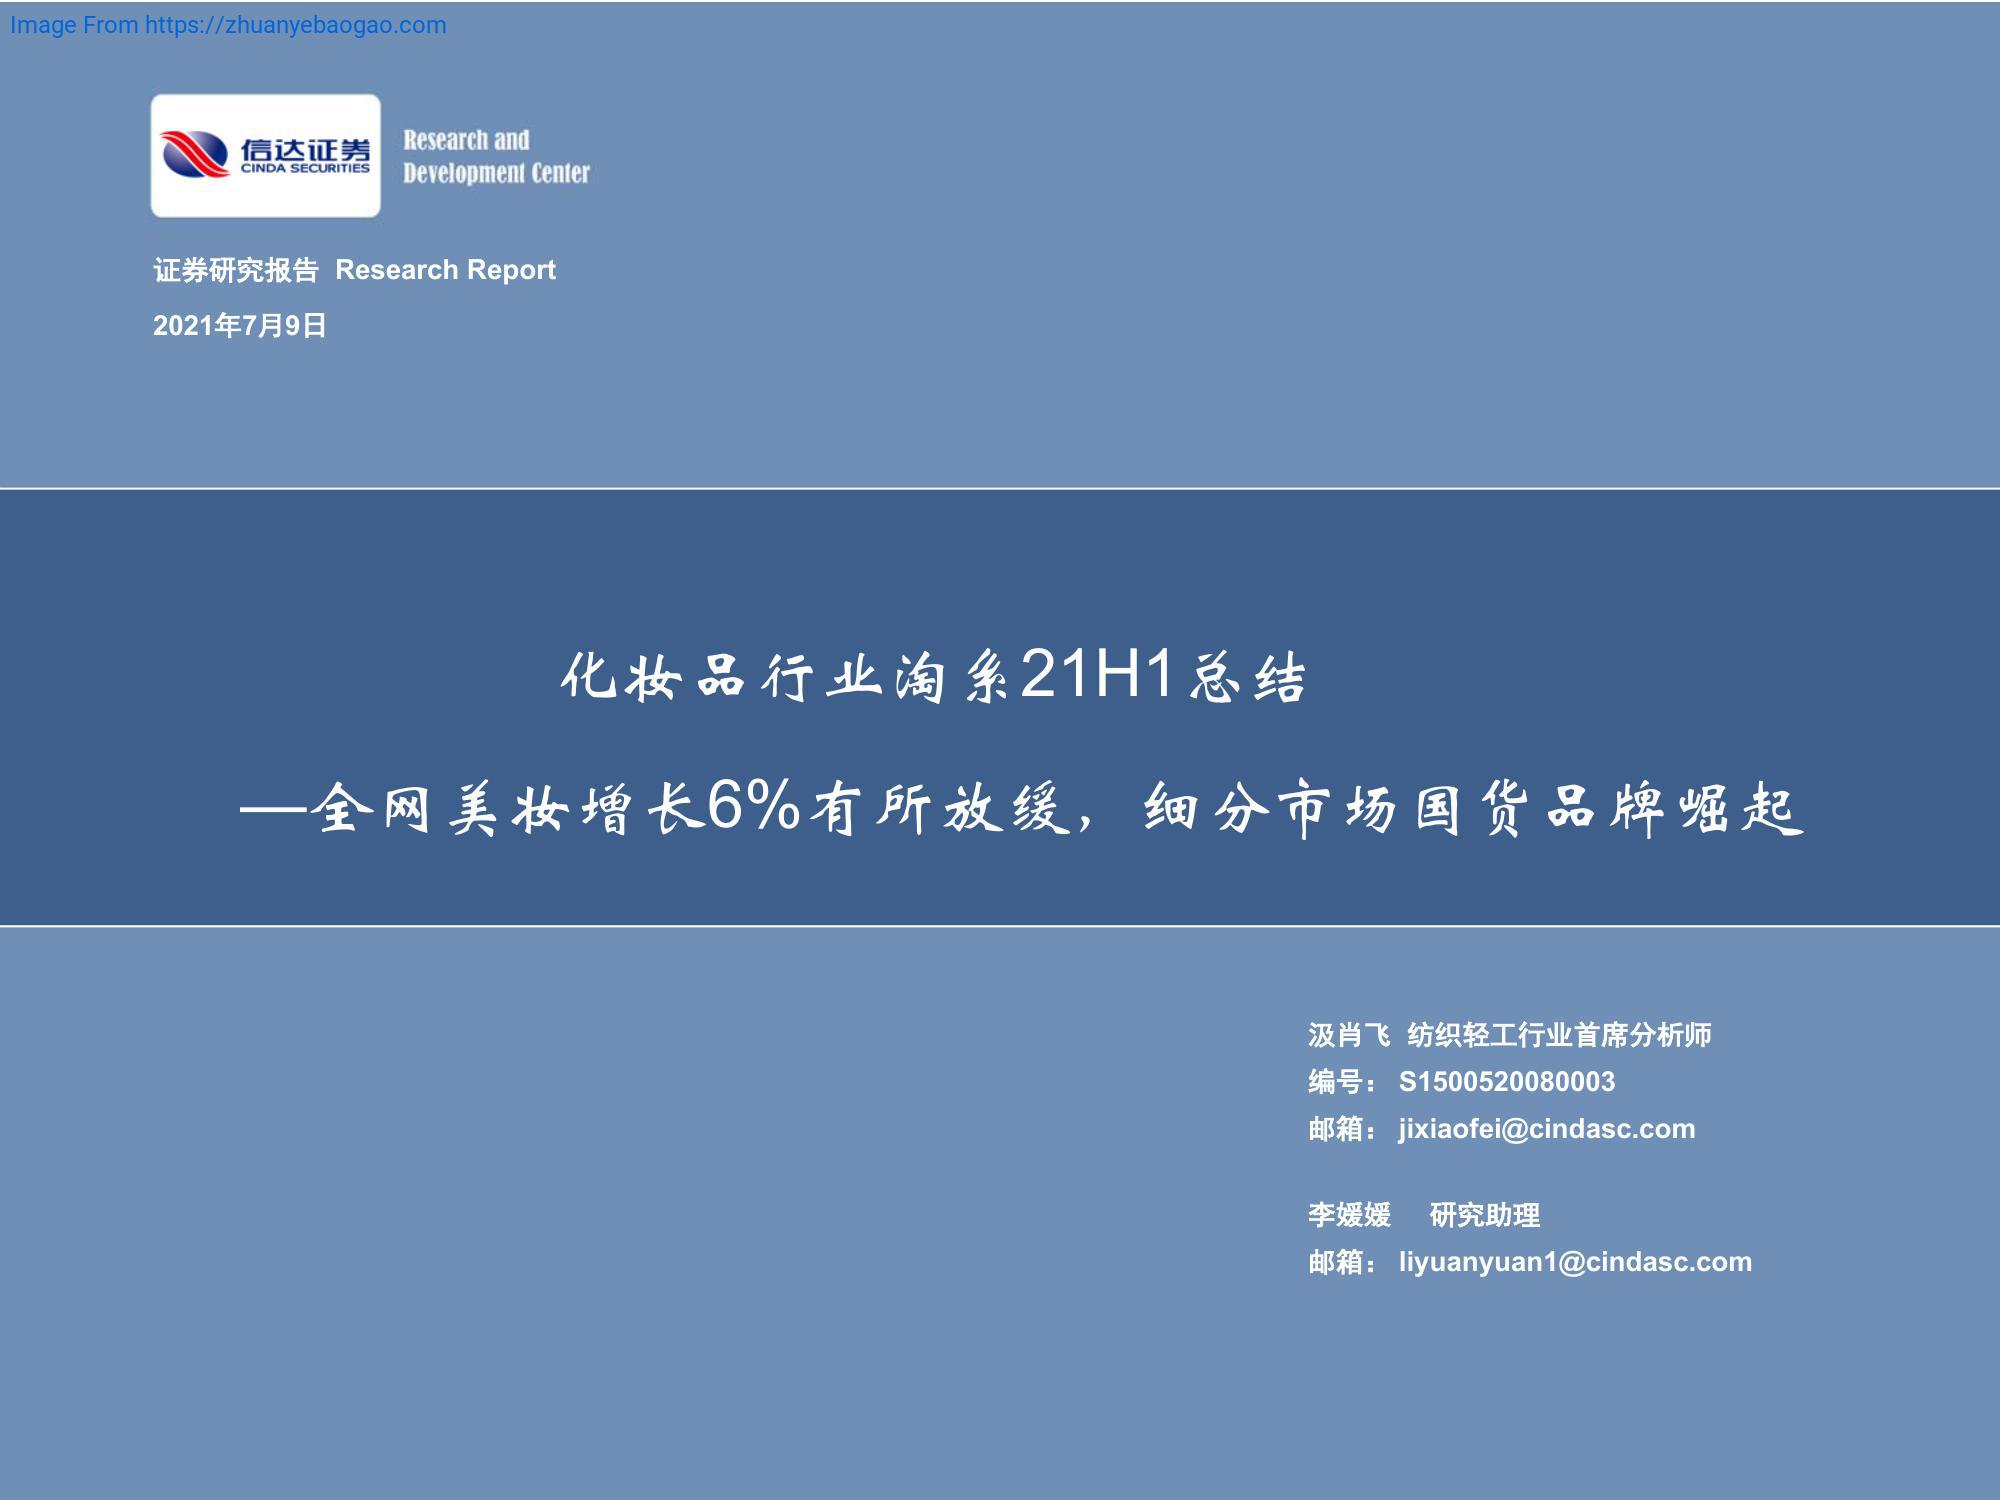 Image From https://zhuanyebaogao.com
信达证券
CINDA SECURITIES
Research and
Development Center
证券研究报告 Research Report
2021年7月9日
化妆品行业淘系21H1总结
—全网美妆增长6%有所放缓，细分市场国货品牌崛起
汲肖飞 纺织轻工行业首席分析师
编号： S1500520080003
邮箱： jixiaofei@cindasc.com
李媛媛 研究助理
邮箱： liyuanyuan1@cindasc.com